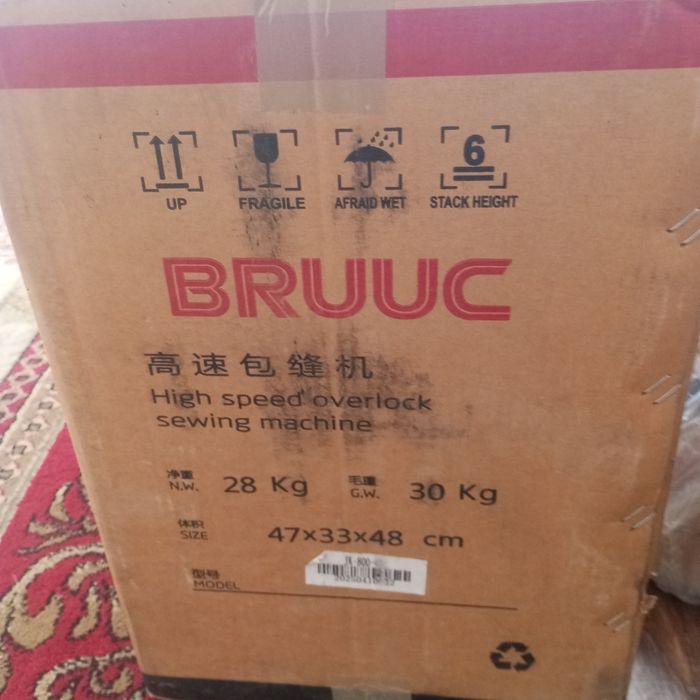 6
UP
FRAGILE
AFRAID WET
STACK HEIGHT
BRUUC
高速包缝机
High speed overlock
sewing machine
净重
N.W. 28 Kg
毛重
G.W. 30 Kg
体积
SIZE 47×33×48 cm
型号
MODEL